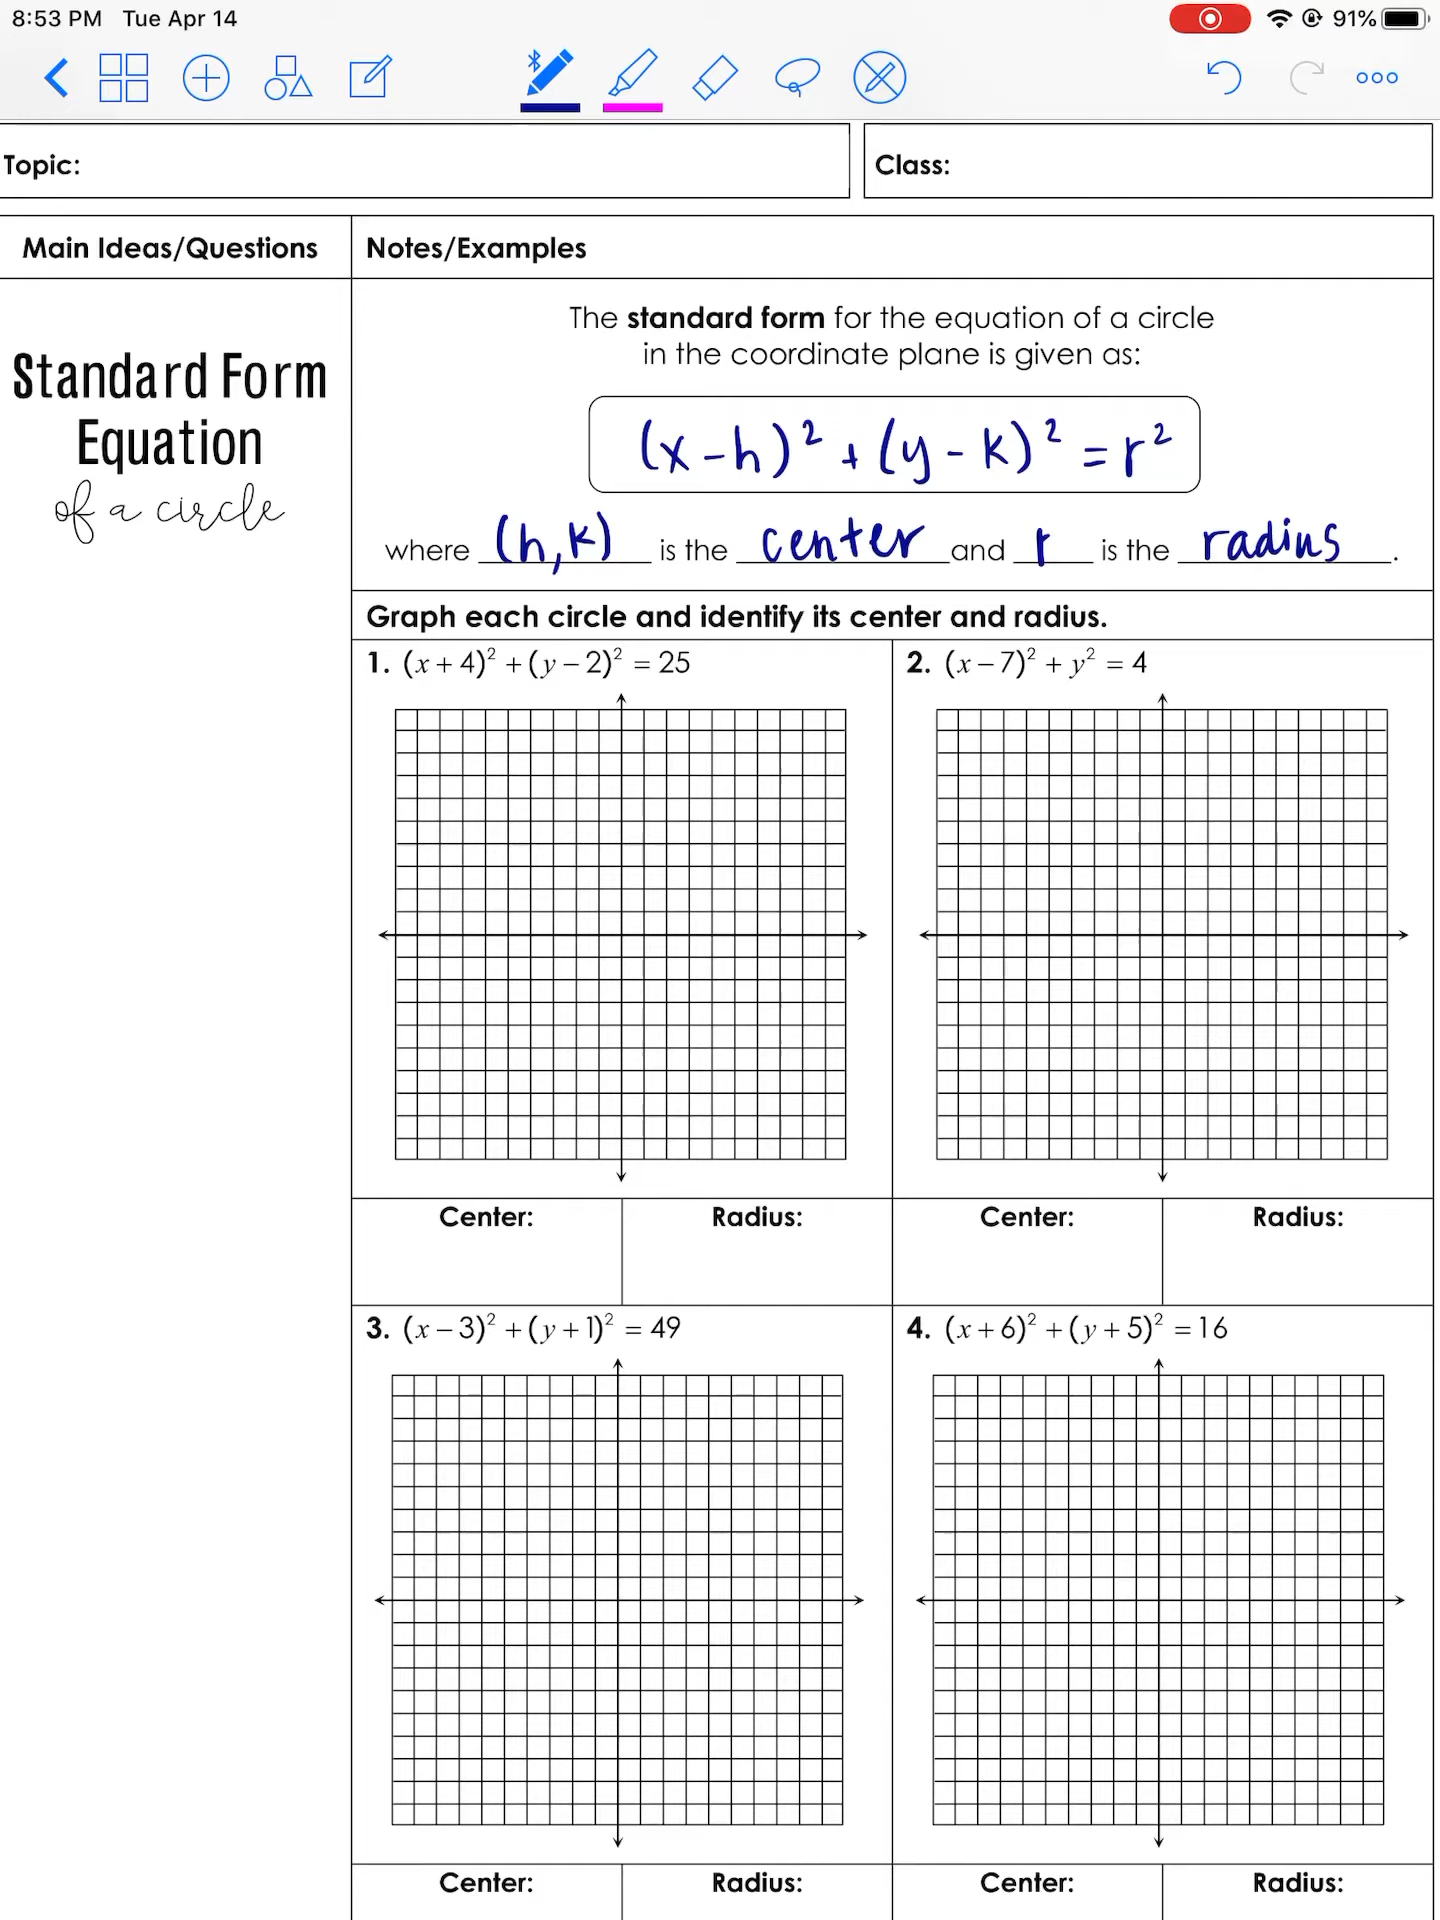 8:53 PM Tue Apr 14
91%
Topic:
Class:
Main Ideas/Questions
Notes/Examples
Standard Form
Equation
of a circle
The standard form for the equation of a circle
in the coordinate plane is given as:
(x-h)² + (y-k)² = r²
where (h,k) is the center and r is the radius.
Graph each circle and identify its center and radius.
1. (x + 4)² + (y – 2)² = 25
2. (x – 7)² + y² = 4
Center:
Radius:
Center:
Radius:
3. (x – 3)² + (y + 1)² = 49
4. (x + 6)² + (y + 5)² = 16
Center:
Radius:
Center:
Radius: